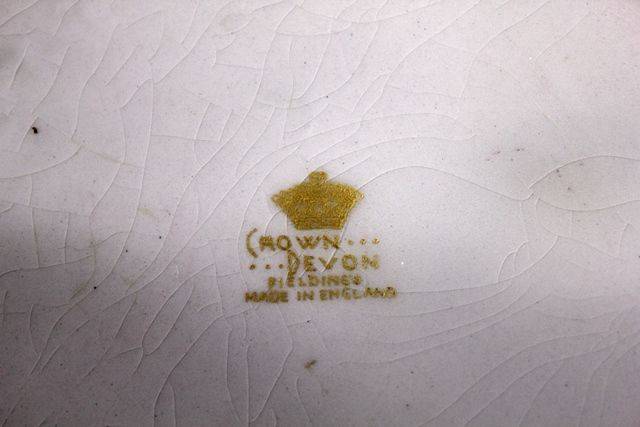 CROWN ...
... DEVON
FIELDINGS
MADE IN ENGLAND